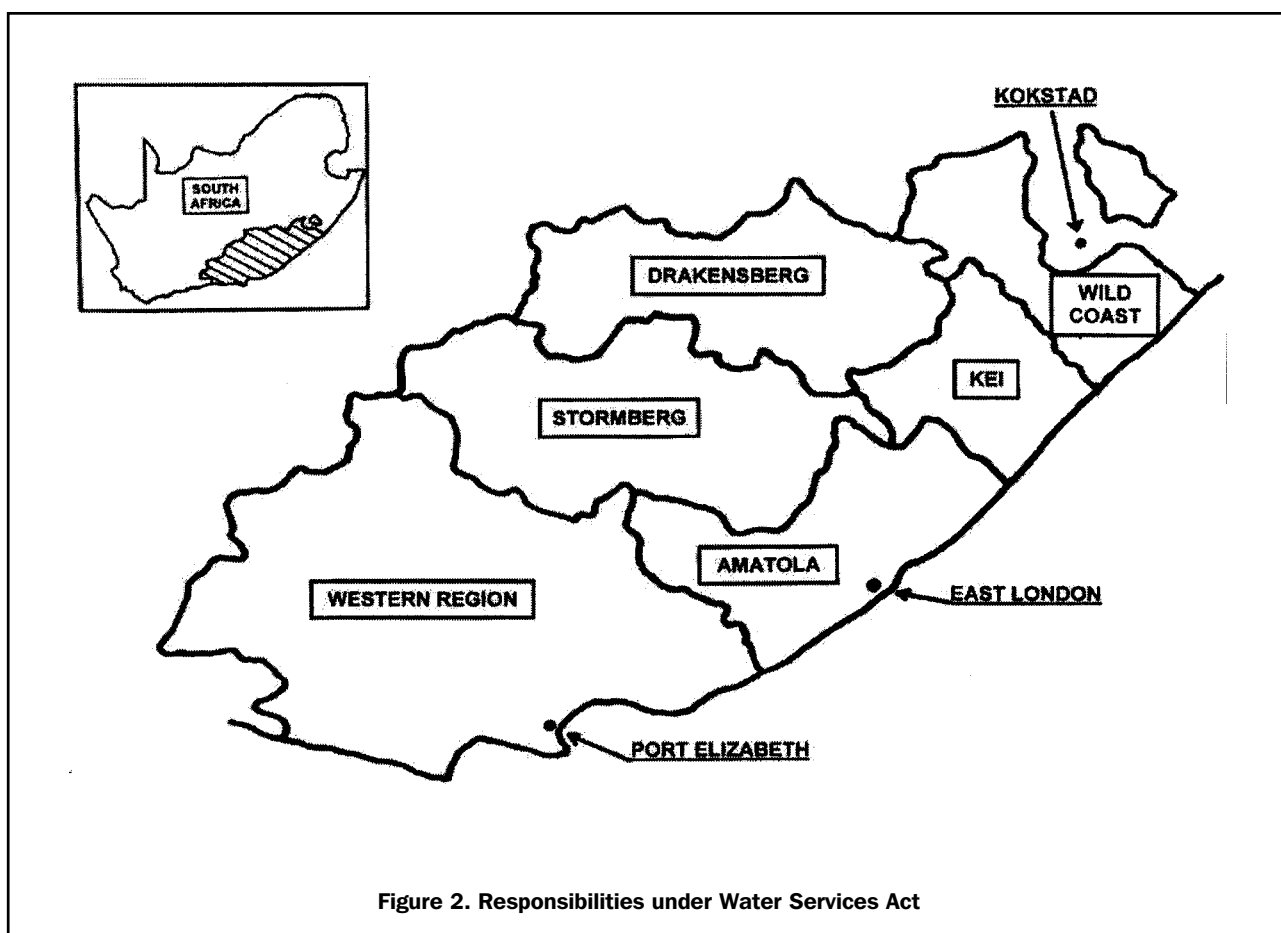 KOKSTAD
SOUTH
AFRICA
DRAKENSBERG
WILD
COAST
KEI
STORMBERG
AMATOLA
WESTERN REGION
EAST LONDON
PORT ELIZABETH
Figure 2. Responsibilities under Water Services Act